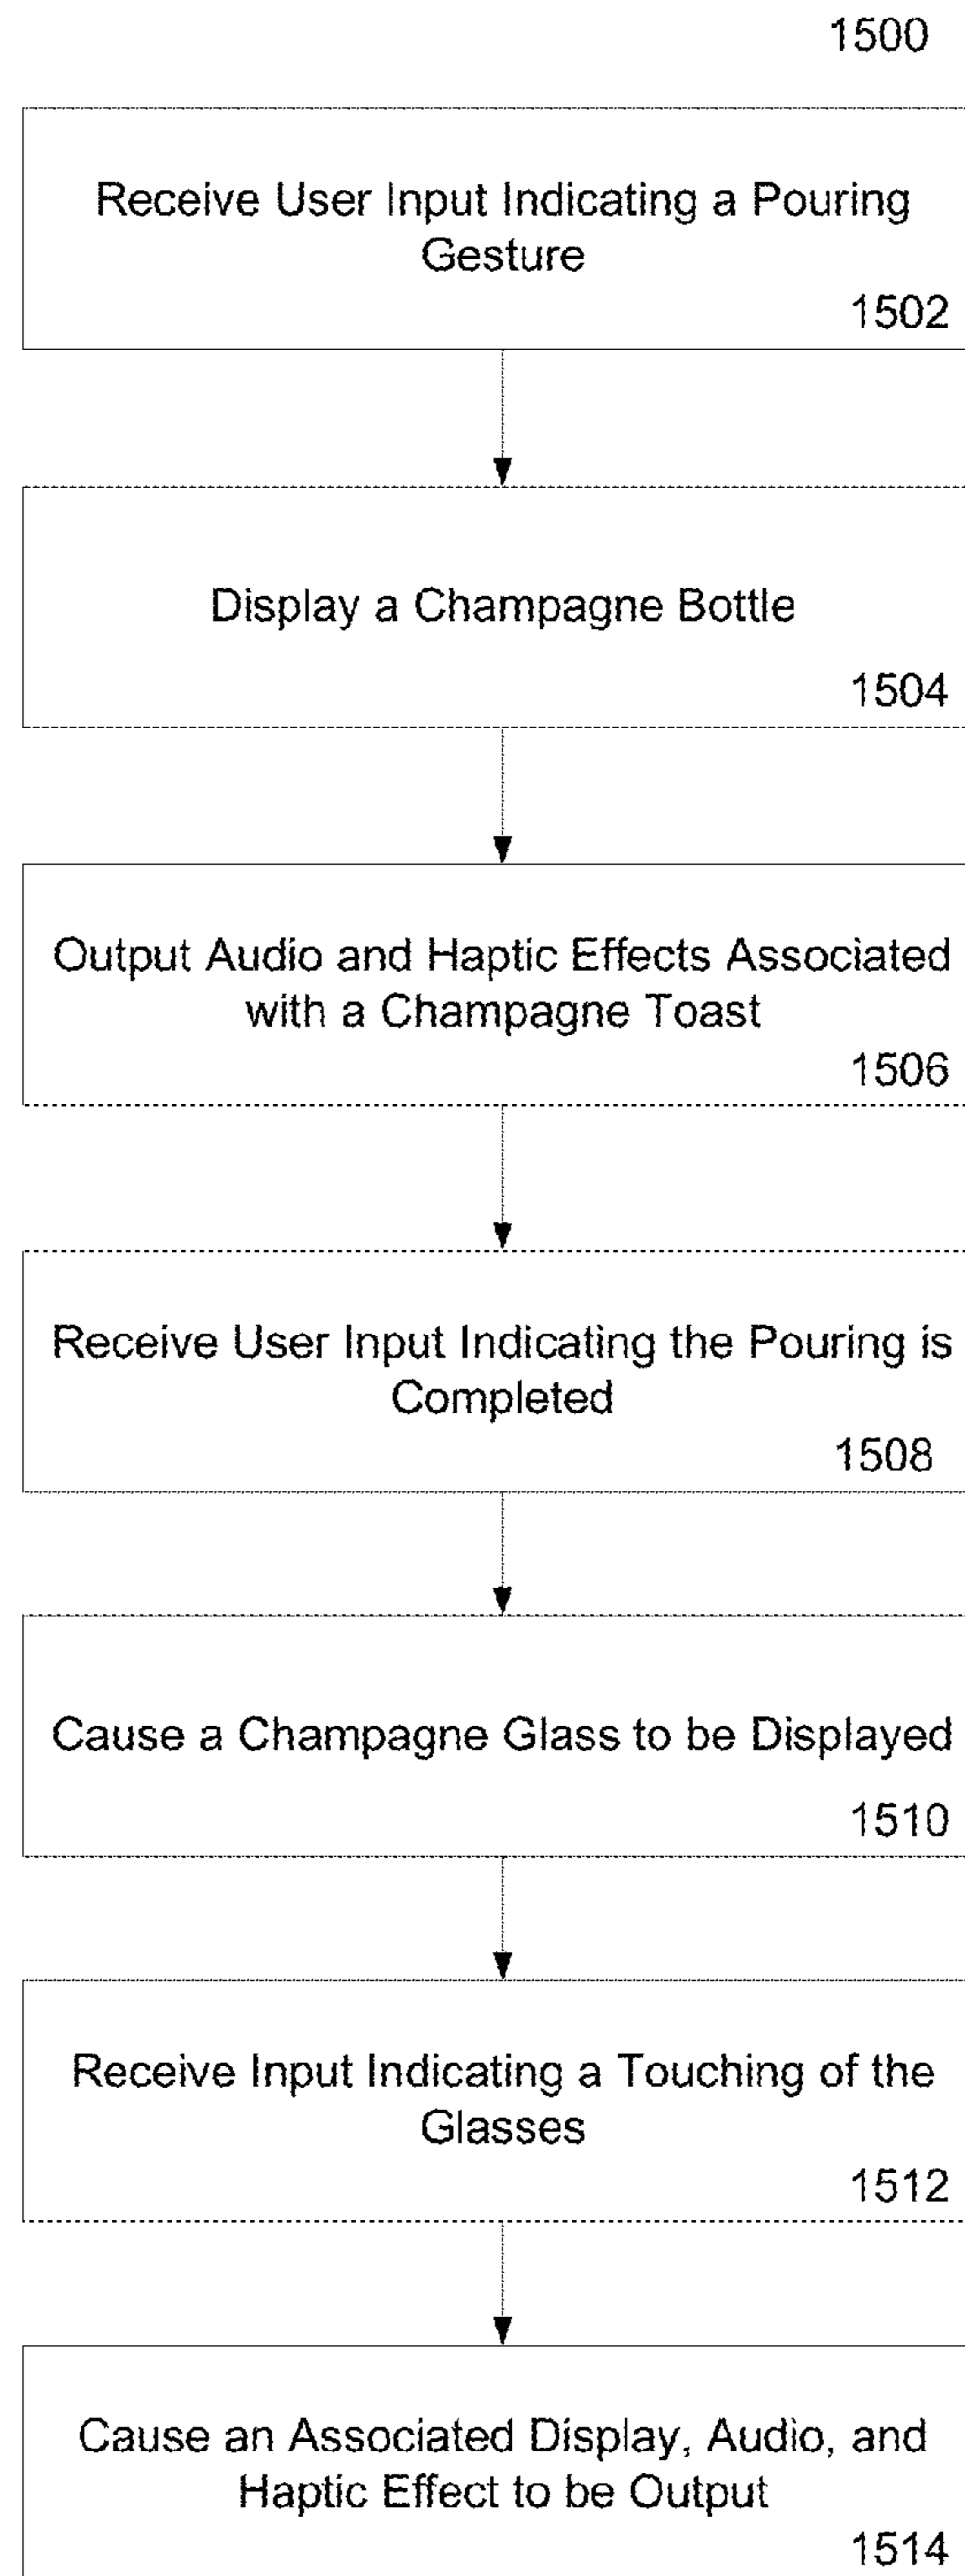 1500
Receive User Input Indicating a Pouring
Gesture
1502
Display a Champagne Bottle
1504
Output Audio and Haptic Effects Associated
with a Champagne Toast
1506
Receive User Input Indicating the Pouring is
Completed
1508
Cause a Champagne Glass to be Displayed
1510
Receive Input Indicating a Touching of the
Glasses
1512
Cause an Associated Display, Audio, and
Haptic Effect to be Output
1514